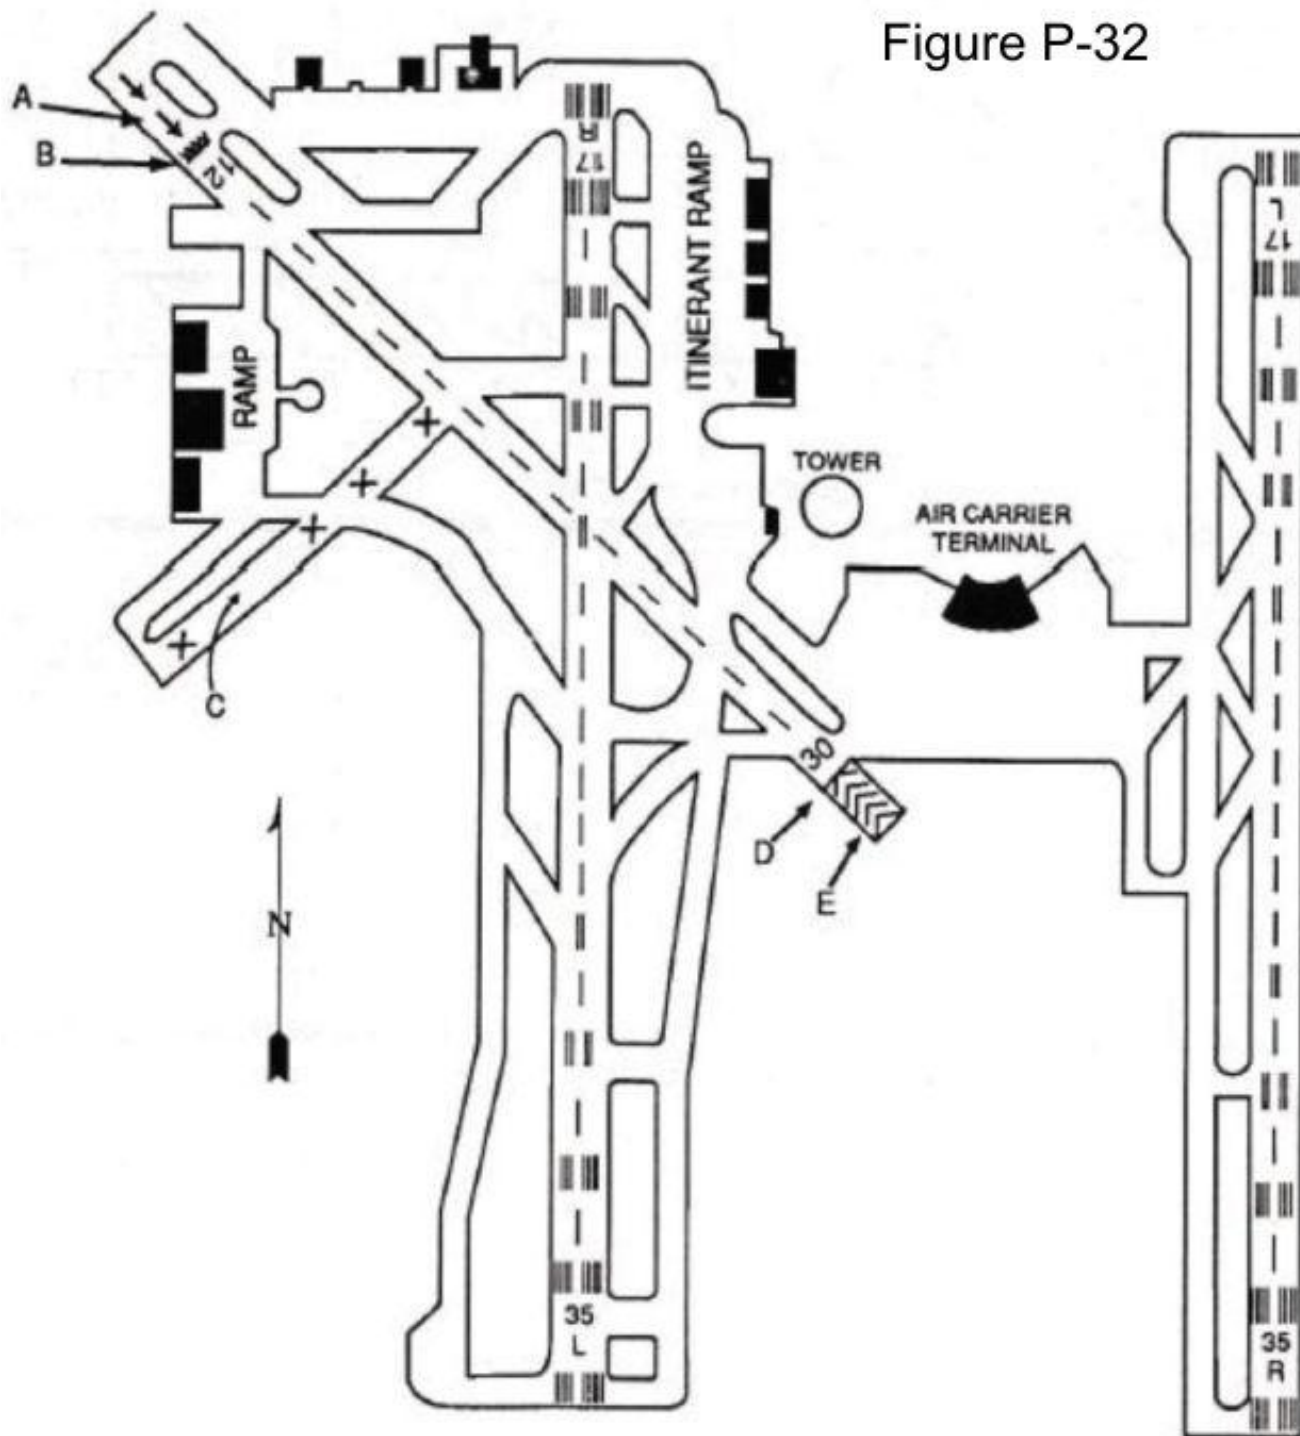 Figure P-32
A
B
12
R
17
ITINERANT RAMP
L
17
RAMP
TOWER
AIR CARRIER
TERMINAL
C
30
D
E
N
35
L
35
R